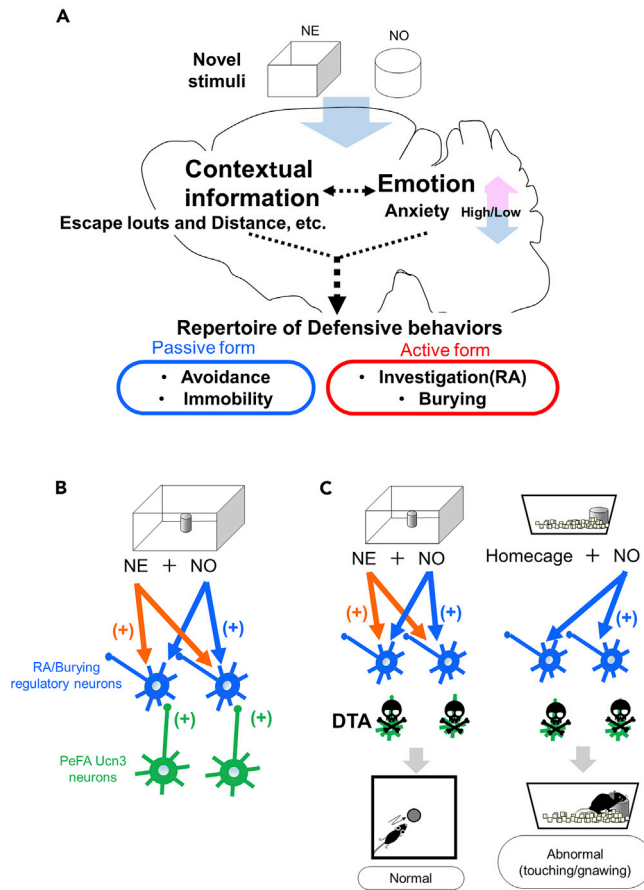 A
NE
NO
Novel
stimuli
Contextual
information
Emotion
Escape louts and Distance, etc.
Anxiety
High/Low
Repertoire of Defensive behaviors
Passive form
Active form
• Avoidance
• Immobility
• Investigation(RA)
• Burying
B
NE + NO
(+)
(+)
RA/Burying
regulatory neurons
(+)
(+)
PeFA Ucn3
neurons
C
NE + NO
Homecage + NO
(+)
(+)
(+)
DTA
Normal
Abnormal
(touching/gnawing)